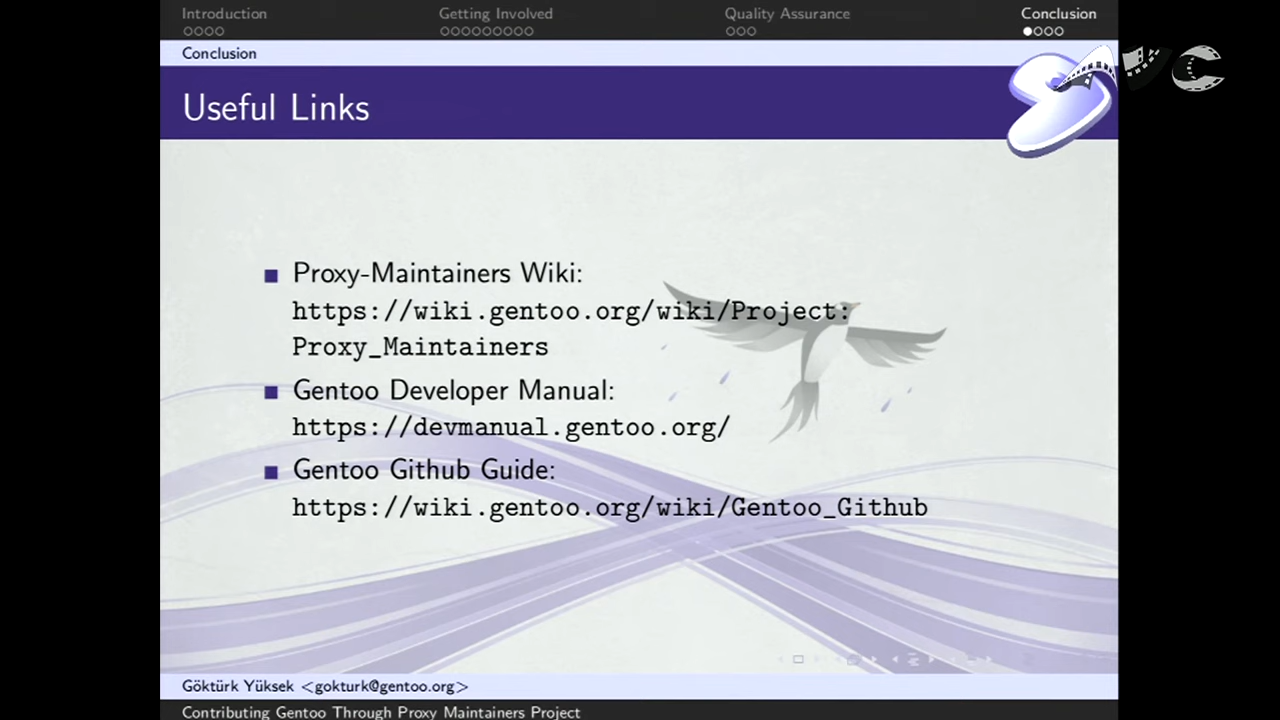 Introduction Getting Involved Quality Assurance Conclusion
Conclusion
Useful Links
Proxy-Maintainers Wiki:
https://wiki.gentoo.org/wiki/Project:
Proxy_Maintainers
Gentoo Developer Manual:
https://devmanual.gentoo.org/
Gentoo Github Guide:
https://wiki.gentoo.org/wiki/Gentoo_Github
Göktürk Yüksek <gokturk@gentoo.org>
Contributing Gentoo Through Proxy Maintainers Project